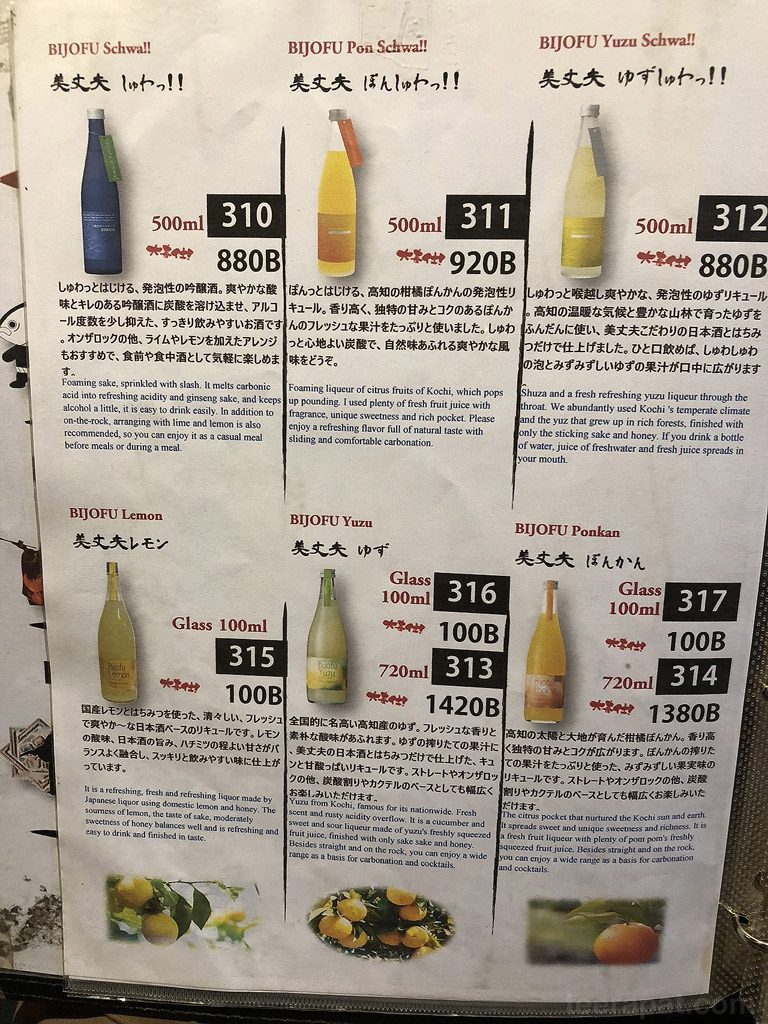 BIJOFU Schwa!!
美丈夫 しゅわっ!!
500ml 310
880B
しゅわっとはじける、発泡性の吟醸酒。爽やかな酸
味とキレのある吟醸酒に炭酸を溶け込ませ、アルコ
ール度数を少し抑えた、すっきり飲みやすいお酒です
。オンザロックの他、ライムやレモンを加えたアレンジ
もおすすめで、食前や食中酒として気軽に楽しめま
す。
Foaming sake, sprinkled with slash. It melts carbonic
acid into refreshing acidity and ginseng sake, and keeps
alcohol a little, it is easy to drink easily. In addition to
on-the-rock, arranging with lime and lemon is also
recommended, so you can enjoy it as a casual meal
before meals or during a meal.
BIJOFU Pon Schwa!!
美丈夫 ぽんしゅわっ!!
500ml 311
920B
ぽんっとはじける、高知の柑橘ぽんかんの発泡性リ
キュール。香り高く、独特の甘みとコクのあるぽんか
んのフレッシュな果汁をたっぷりと使いました。しゅわ
っと心地よい炭酸で、自然味あふれる爽やかな風
味をどうぞ。
Foaming liqueur of citrus fruits of Kochi, which pops
up pounding. I used plenty of fresh fruit juice with
fragrance, unique sweetness and rich pocket. Please
enjoy a refreshing flavor full of natural taste with
sliding and comfortable carbonation.
BIJOFU Yuzu Schwa!!
美丈夫 ゆずしゅわっ!!
500ml 312
880B
しゅわっと喉越し爽やかな、発泡性のゆずリキュール
。高知の温暖な気候と豊かな山林で育ったゆずを
ふんだんに使い、美丈夫こだわりの日本酒とはちみ
つだけで仕上げました。ひと口飲めば、しゅわしゅわ
の泡とみずみずしいゆずの果汁が口中に広がります
Shuza and a fresh refreshing yuzu liqueur through the
throat. We abundantly used Kochi 's temperate climate
and the yuz that grew up in rich forests, finished with
only the sticking sake and honey. If you drink a bottle
of water, juice of freshwater and fresh juice spreads in
your mouth.
BIJOFU Lemon
美丈夫レモン
Bijofu
Lemon
Glass 100ml
315
100B
国産レモンとはちみつを使った、清々しい、フレッシュ
で爽やか～な日本酒ベースのリキュールです。レモン
の酸味、日本酒の旨み、ハチミツの程よい甘さがバ
ランスよく融合し、スッキリと飲みやすい味に仕上が
っています。
It is a refreshing, fresh and refreshing liquor made by
Japanese liquor using domestic lemon and honey. The
sourness of lemon, the taste of sake, moderately
sweetness of honey balances well and is refreshing and
easy to drink and finished in taste.
BIJOFU Yuzu
美丈夫 ゆず
Bijofu
Yuzu
Glass
100ml 316
100B
720ml 313
1420B
全国的に名高い高知産のゆず。フレッシュな香りと
素朴な酸味があふれます。ゆずの搾りたての果汁に
、美丈夫の日本酒とはちみつだけで仕上げた、キュ
ンと甘酸っぱいリキュールです。ストレートやオンザロッ
クの他、炭酸割りやカクテルのベースとしても幅広く
お楽しみいただけます。
Yuzu from Kochi, famous for its nationwide. Fresh
scent and rusty acidity overflow. It is a cucumber and
sweet and sour liqueur made of yuzu's freshly squeezed
fruit juice, finished with only sake sake and honey.
Besides straight and on the rock, you can enjoy a wide
range as a basis for carbonation and cocktails.
BIJOFU Ponkan
美丈夫 ぽんかん
Glass
100ml 317
100B
720ml 314
1380B
高知の太陽と大地が育んだ柑橘ぽんかん。香り高
く独特の甘みとコクが広がります。ぽんかんの搾りた
ての果汁をたっぷりと使った、みずみずしい果実味の
リキュールです。ストレートやオンザロックの他、炭酸
割りやカクテルのベースとしても幅広くお楽しみいた
だけます。
The citrus pocket that nurtured the Kochi sun and earth.
It spreads sweet and unique sweetness and richness. It is
a fresh fruit liqueur with plenty of pom pom's freshly
squeezed fruit juice. Besides straight and on the rock,
you can enjoy a wide range as a basis for carbonation
and cocktails.